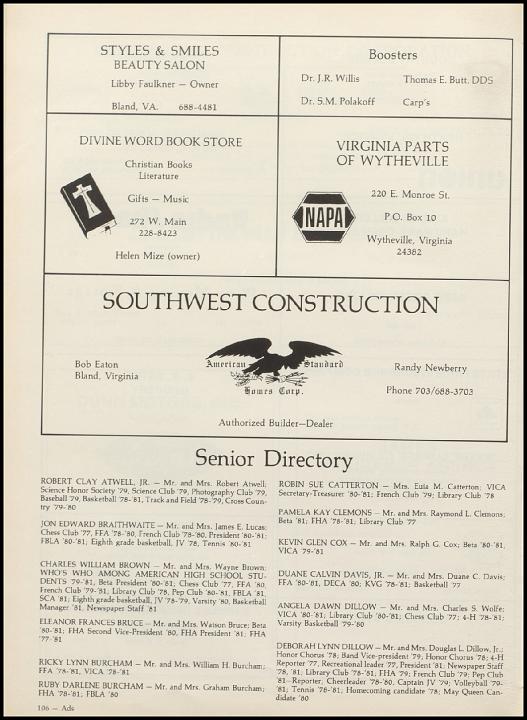 STYLES & SMILES
BEAUTY SALON
Libby Faulkner — Owner
Bland, VA. 688-4481
Boosters
Dr. J.R. Willis Thomas E. Butt. DDS
Dr. S.M. Polakoff Carp's
DIVINE WORD BOOK STORE
Christian Books
Literature
Gifts — Music
272 W. Main
228-8423
Helen Mize (owner)
VIRGINIA PARTS
OF WYTHEVILLE
NAPA
220 E. Monroe St.
P.O. Box 10
Wytheville, Virginia
24382
SOUTHWEST CONSTRUCTION
Bob Eaton
Bland, Virginia
American Standard
Homes Corp.
Randy Newberry
Phone 703/688-3703
Authorized Builder—Dealer
Senior Directory
ROBERT CLAY ATWELL, JR. — Mr. and Mrs. Robert Atwell;
Science Honor Society '79, Science Club '79, Photography Club '79,
Baseball '79, Basketball '78-'81, Track and Field '78-'79, Cross Coun-
try '79-'80
JON EDWARD BRAITHWAITE — Mr. and Mrs. James E. Lucas;
Chess Club '77, FFA '78-'80, French Club '78-'80, President '80-'81;
FBLA '80-'81; Eighth grade basketball, JV '78, Tennis '80-'81
CHARLES WILLIAM BROWN — Mr. and Mrs. Wayne Brown;
WHO'S WHO AMONG AMERICAN HIGH SCHOOL STU-
DENTS '79-'81, Beta President '80-'81; Chess Club '77, FFA '80,
French Club '79-'81; Library Club '78, Pep Club '80-'81, FBLA '81,
SCA '81; Eighth grade basketball, JV '78-'79, Varsity '80, Basketball
Manager '81, Newspaper Staff '81
ELEANOR FRANCES BRUCE — Mr. and Mrs. Watson Bruce; Beta
'80-'81; FHA Second Vice-President '80, FHA President '81; FHA
'77-'81
RICKY LYNN BURCHAM — Mr. and Mrs. William H. Burcham;
FFA '78-'81, VICA '78-'81
RUBY DARLENE BURCHAM — Mr. and Mrs. Graham Burcham;
FHA '78-'81; FBLA '80
106 — Ads
ROBIN SUE CATTERTON — Mrs. Eula M. Catterton; VICA
Secretary-Treasurer '80-'81; French Club '79; Library Club '78
PAMELA KAY CLEMONS — Mr. and Mrs. Raymond L. Clemons;
Beta '81; FHA '78-'81; Library Club '77
KEVIN GLEN COX — Mr. and Mrs. Ralph G. Cox; Beta '80-'81,
VICA '79-'81
DUANE CALVIN DAVIS, JR. — Mr. and Mrs. Duane C. Davis;
FFA '80-'81, DECA '80; KVG '78-'81; Basketball '77
ANGELA DAWN DILLOW — Mr. and Mrs. Charles S. Wolfe;
VICA '80-'81; Library Club '80-'81; Chess Club '77; 4-H '78-'81;
Varsity Basketball '79-'80
DEBORAH LYNN DILLOW — Mr. and Mrs. Douglas L. Dillow, Jr.;
Honor Chorus '78; Band Vice-president '79; Honor Chorus '78; 4-H
Reporter '77, Recreational leader '77, President '81; Newspaper Staff
'78, '81; Library Club '78-'81, FHA '79; French Club '79; Pep Club
'81—Reporter; Cheerleader '78-'80, Captain JV '79; Volleyball '79-
'81; Tennis '78-'81; Homecoming candidate '78; May Queen Can-
didate '80